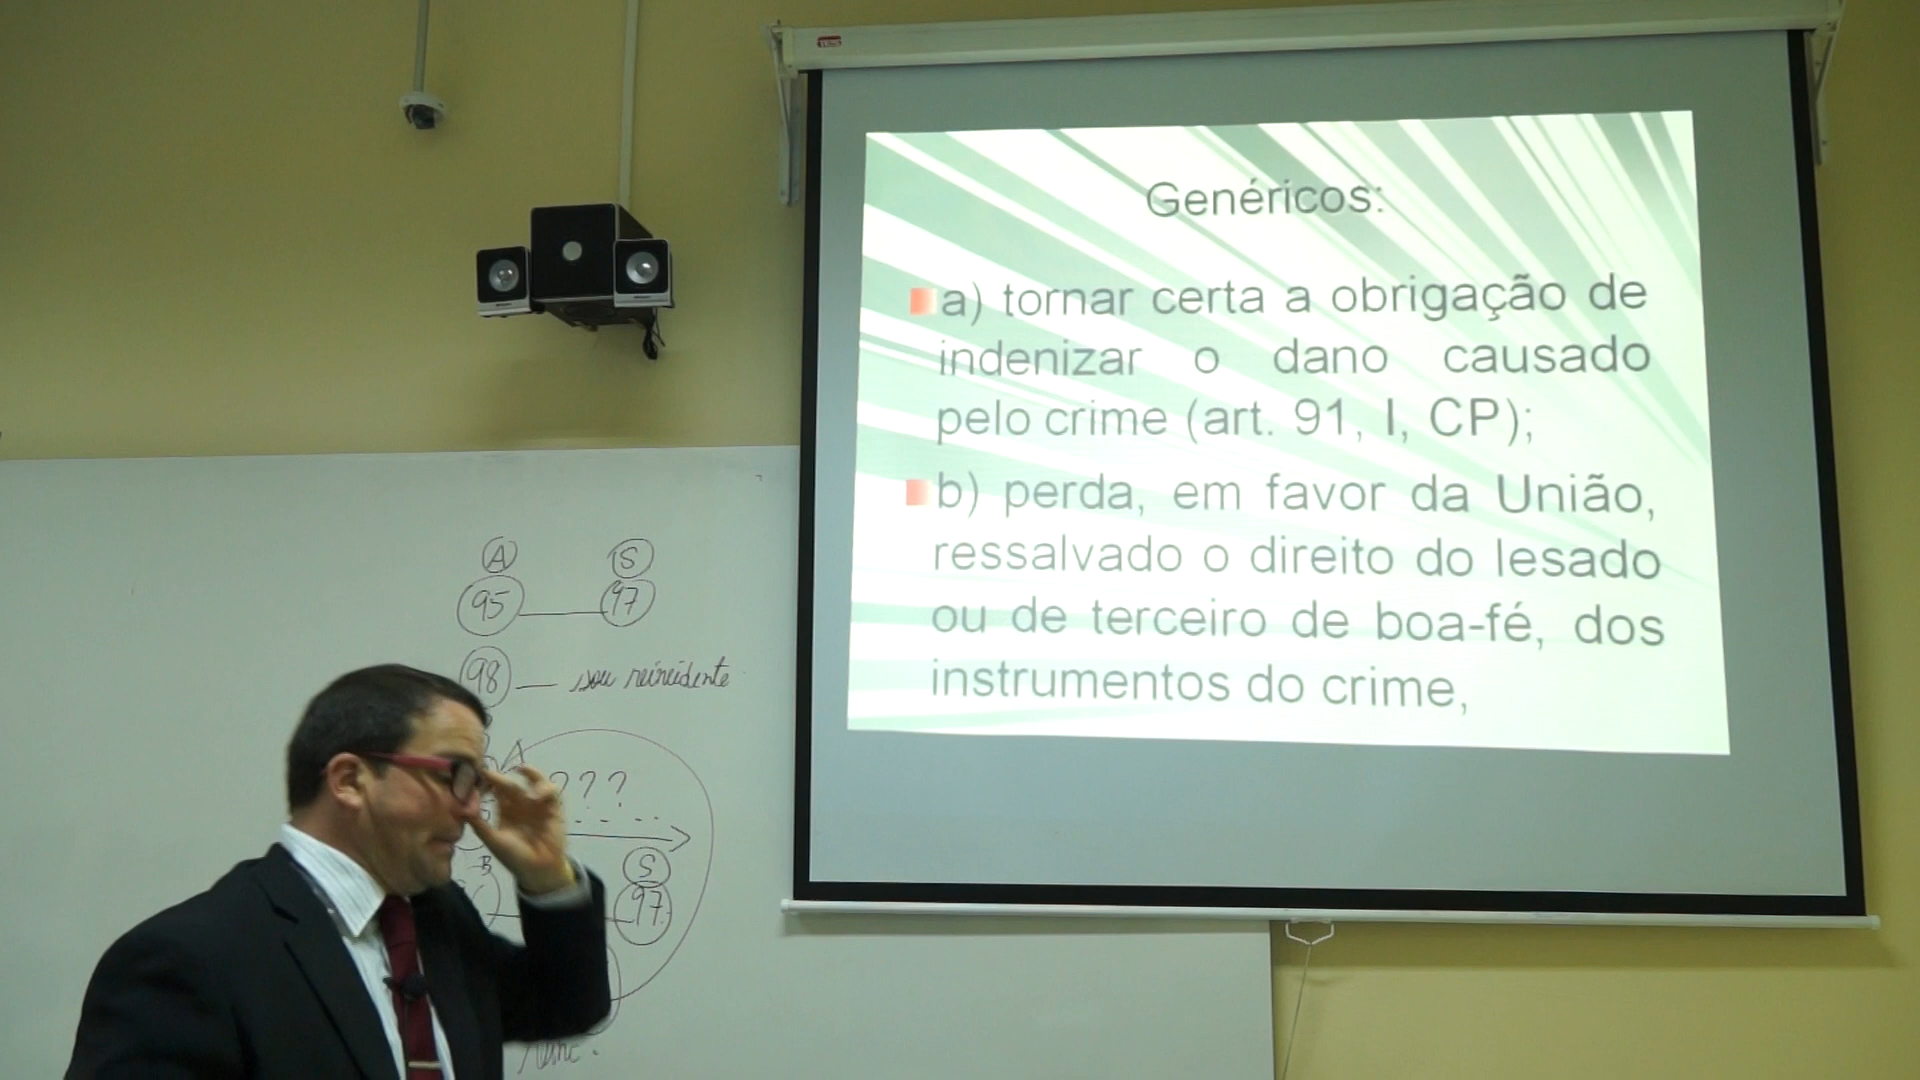 Genéricos:
a) tornar certa a obrigação de
indenizar o dano causado
pelo crime (art. 91, I, CP);
b) perda, em favor da União,
ressalvado o direito do lesado
ou de terceiro de boa-fé, dos
instrumentos do crime,
A S
95 97
98 — sou reincidente
A
???
B S
97